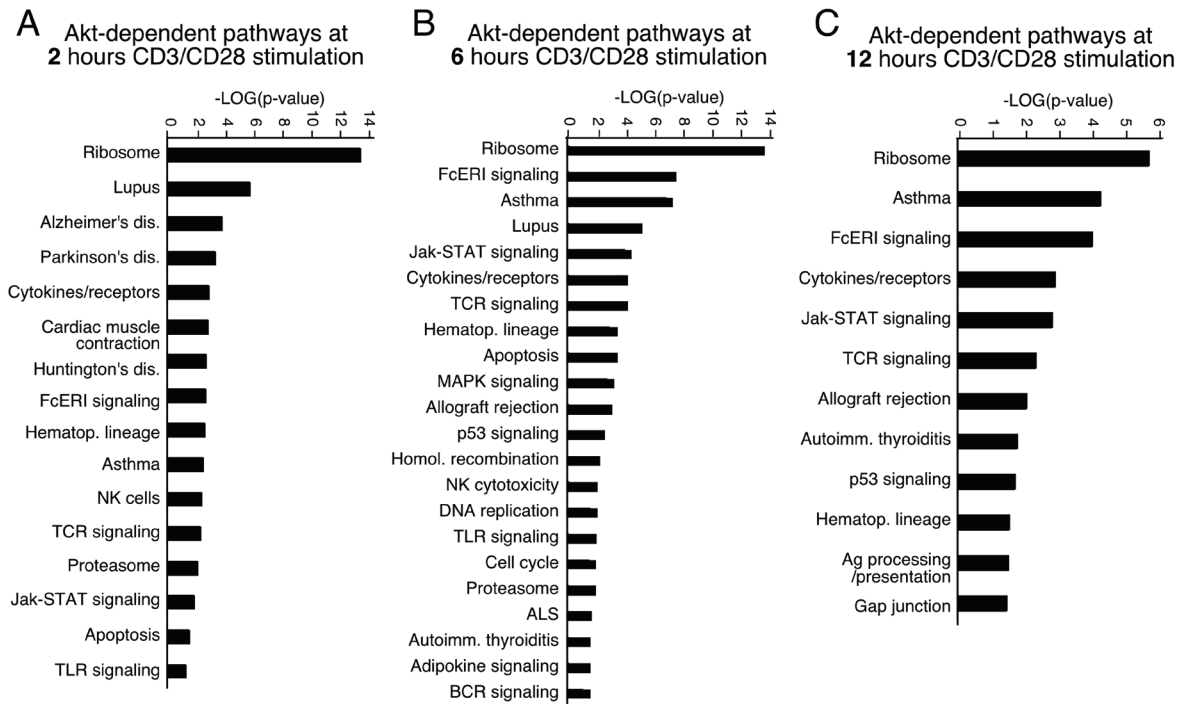 A
Akt-dependent pathways at
2 hours CD3/CD28 stimulation
-LOG(p-value)
0 2 4 6 8 10 12 14
Ribosome
Lupus
Alzheimer's dis.
Parkinson's dis.
Cytokines/receptors
Cardiac muscle
contraction
Huntington's dis.
FcERI signaling
Hematop. lineage
Asthma
NK cells
TCR signaling
Proteasome
Jak-STAT signaling
Apoptosis
TLR signaling
B
Akt-dependent pathways at
6 hours CD3/CD28 stimulation
-LOG(p-value)
0 2 4 6 8 10 12 14
Ribosome
FcERI signaling
Asthma
Lupus
Jak-STAT signaling
Cytokines/receptors
TCR signaling
Hematop. lineage
Apoptosis
MAPK signaling
Allograft rejection
p53 signaling
Homol. recombination
NK cytotoxicity
DNA replication
TLR signaling
Cell cycle
Proteasome
ALS
Autoimm. thyroiditis
Adipokine signaling
BCR signaling
C
Akt-dependent pathways at
12 hours CD3/CD28 stimulation
-LOG(p-value)
0 1 2 3 4 5 6
Ribosome
Asthma
FcERI signaling
Cytokines/receptors
Jak-STAT signaling
TCR signaling
Allograft rejection
Autoimm. thyroiditis
p53 signaling
Hematop. lineage
Ag processing
/presentation
Gap junction